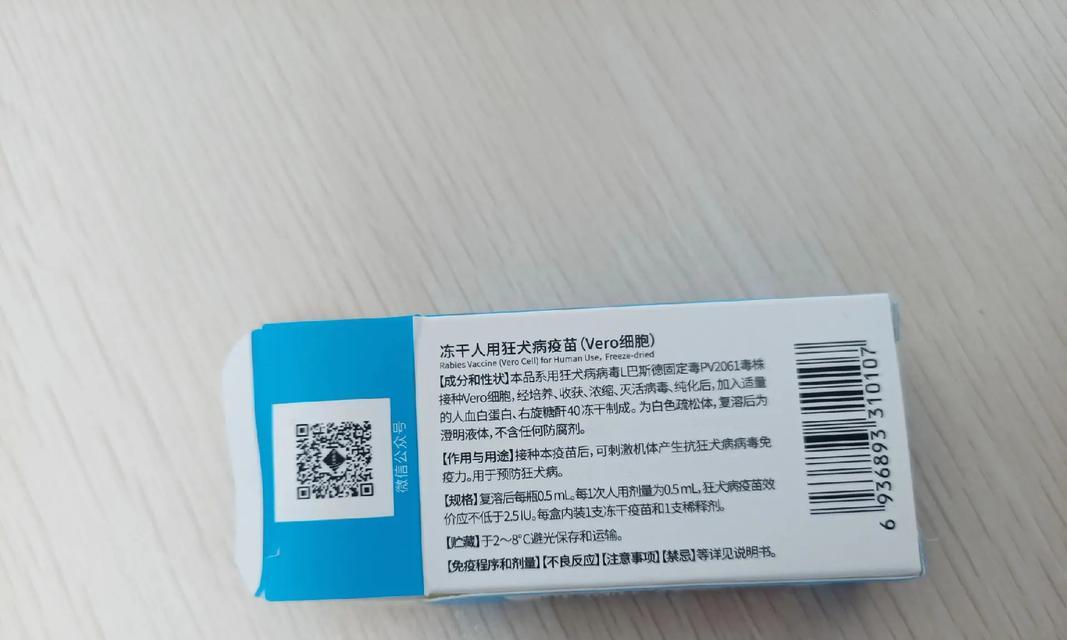 冻干人用狂犬病疫苗(Vero细胞)
Rabies Vaccine (Vero Cell) for Human Use, Freeze-dried
【成分和性状】本品系用狂犬病病毒L巴斯德固定毒PV2061毒株
接种Vero细胞,经培养、收获、浓缩、灭活病毒、纯化后,加入适量
的人血白蛋白、右旋糖酐40冻干制成。为白色疏松体,复溶后为
澄明液体,不含任何防腐剂。
【作用与用途】接种本疫苗后,可刺激机体产生抗狂犬病病毒免
疫力。用于预防狂犬病。
【规格】复溶后每瓶0.5mL。每1次人用剂量为0.5mL,狂犬病疫苗效
价应不低于2.5IU。每盒内装1支冻干疫苗和1支稀释剂。
【贮藏】于2~8℃避光保存和运输。
【免疫程序和剂量】【不良反应】【注意事项】【禁忌】等详见说明书。
微信公众号
6 936893 310107